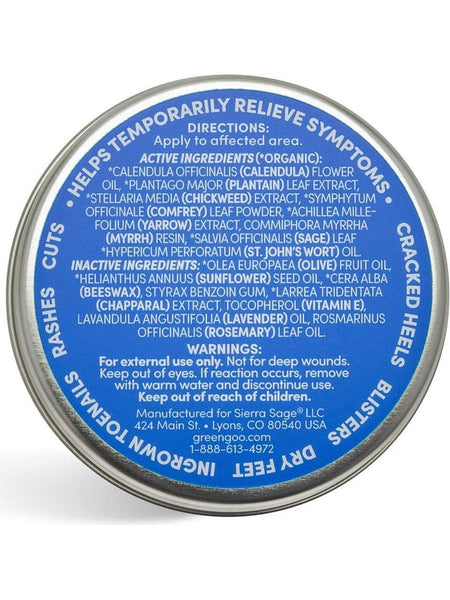 • HELPS TEMPORARILY RELIEVE SYMPTOMS •
CRACKED HEELS
BLISTERS
DRY FEET
INGROWN TOENAILS
RASHES
CUTS
DIRECTIONS:
Apply to affected area.
ACTIVE INGREDIENTS (*ORGANIC):
*CALENDULA OFFICINALIS (CALENDULA) FLOWER
OIL, *PLANTAGO MAJOR (PLANTAIN) LEAF EXTRACT,
*STELLARIA MEDIA (CHICKWEED) EXTRACT, *SYMPHYTUM
OFFICINALE (COMFREY) LEAF POWDER, *ACHILLEA MILLE-
FOLIUM (YARROW) EXTRACT, COMMIPHORA MYRRHA
(MYRRH) RESIN, *SALVIA OFFICINALIS (SAGE) LEAF
*HYPERICUM PERFORATUM (ST. JOHN'S WORT) OIL.
INACTIVE INGREDIENTS: *OLEA EUROPAEA (OLIVE) FRUIT OIL,
*HELIANTHUS ANNUUS (SUNFLOWER) SEED OIL, *CERA ALBA
(BEESWAX), STYRAX BENZOIN GUM, *LARREA TRIDENTATA
(CHAPARRAL) EXTRACT, TOCOPHEROL (VITAMIN E),
LAVANDULA ANGUSTIFOLIA (LAVENDER) OIL, ROSMARINUS
OFFICINALIS (ROSEMARY) LEAF OIL.
WARNINGS:
For external use only. Not for deep wounds.
Keep out of eyes. If reaction occurs, remove
with warm water and discontinue use.
Keep out of reach of children.
Manufactured for Sierra Sage® LLC
424 Main St. • Lyons, CO 80540 USA
greengoo.com
1-888-613-4972